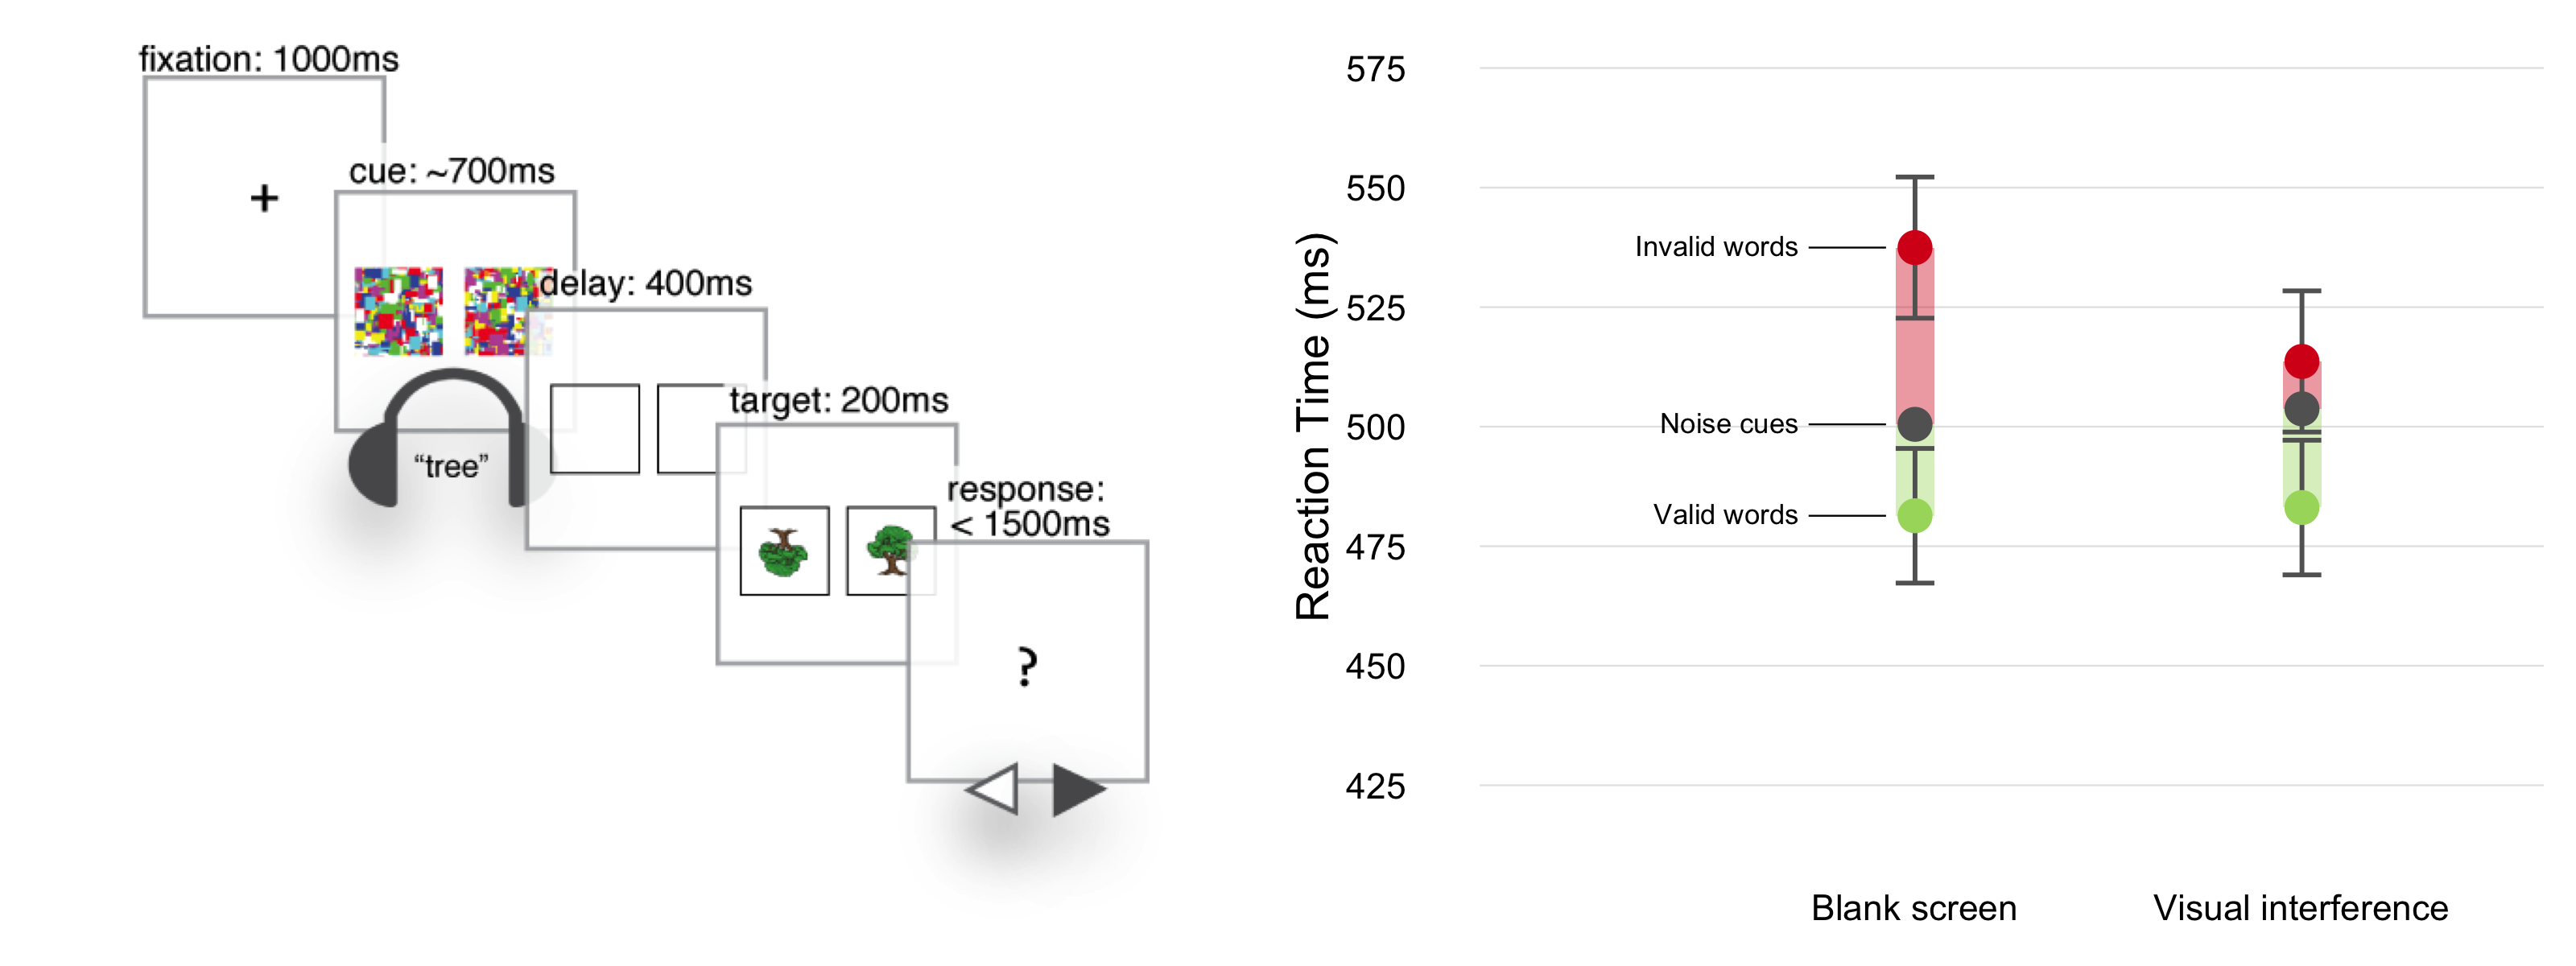 fixation: 1000ms
+
cue: ~700ms
“tree”
delay: 400ms
target: 200ms
response:
< 1500ms
?
Reaction Time (ms)
575
550
525
500
475
450
425
Invalid words
Noise cues
Valid words
Blank screen
Visual interference